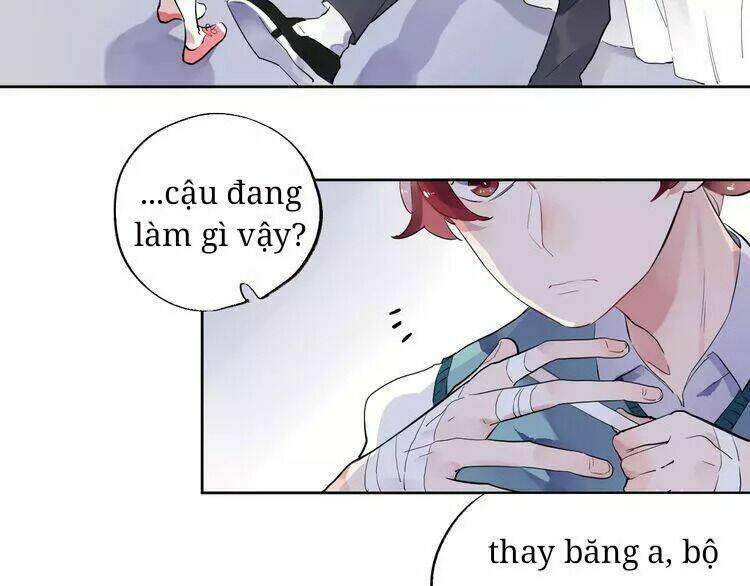 ...cậu đang
làm gì vậy?
thay băng a, bộ